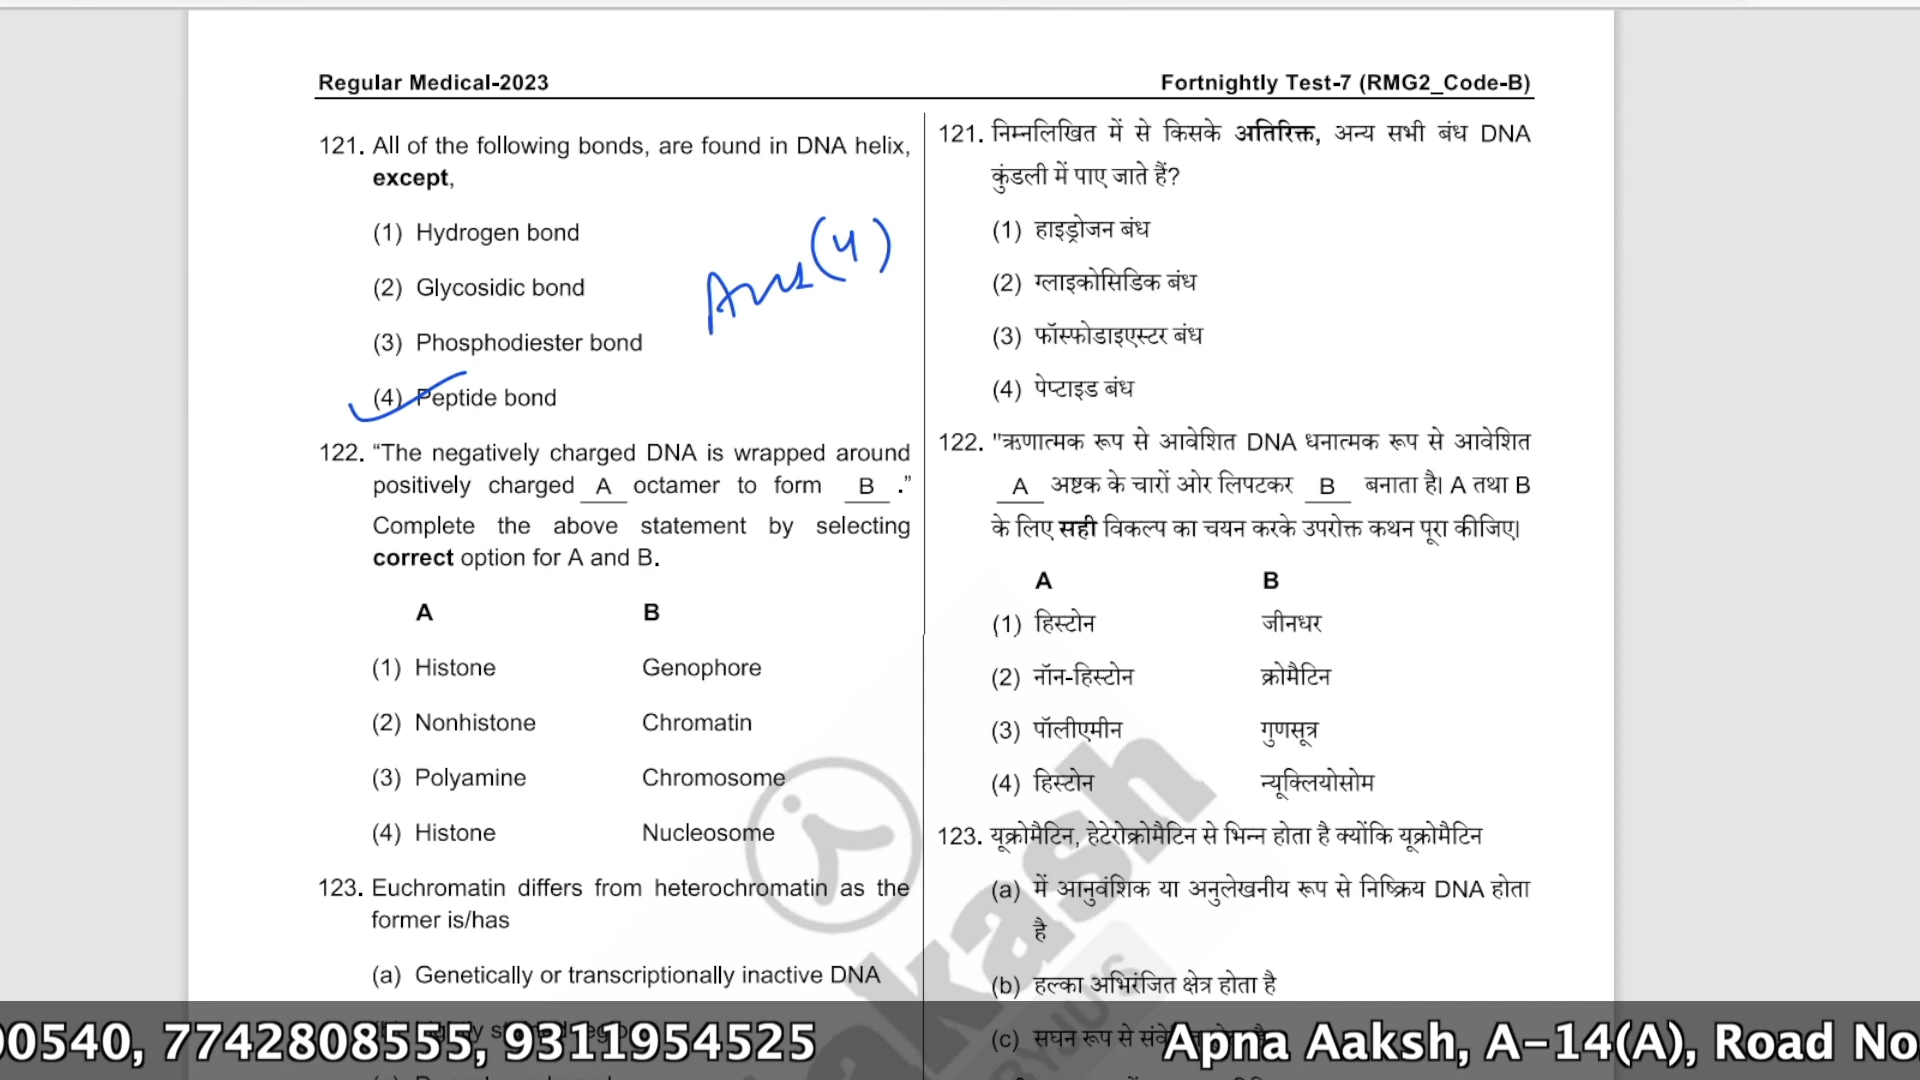 Regular Medical-2023
Fortnightly Test-7 (RMG2_Code-B)
121. All of the following bonds, are found in DNA helix,
except,
(1) Hydrogen bond
(2) Glycosidic bond
(3) Phosphodiester bond
(4) Peptide bond
Ans (4)
122. “The negatively charged DNA is wrapped around
positively charged A octamer to form B .”
Complete the above statement by selecting
correct option for A and B.
A B
(1) Histone Genophore
(2) Nonhistone Chromatin
(3) Polyamine Chromosome
(4) Histone Nucleosome
123. Euchromatin differs from heterochromatin as the
former is/has
(a) Genetically or transcriptionally inactive DNA
121. निम्नलिखित में से किसके अतिरिक्त, अन्य सभी बंध DNA
कुंडली में पाए जाते हैं?
(1) हाइड्रोजन बंध
(2) ग्लाइकोसिडिक बंध
(3) फॉस्फोडाइएस्टर बंध
(4) पेप्टाइड बंध
122. "ऋणात्मक रूप से आवेशित DNA धनात्मक रूप से आवेशित
A अष्टक के चारों ओर लिपटकर B बनाता है। A तथा B
के लिए सही विकल्प का चयन करके उपरोक्त कथन पूरा कीजिए।
A B
(1) हिस्टोन जीनधर
(2) नॉन-हिस्टोन क्रोमैटिन
(3) पॉलीएमीन गुणसूत्र
(4) हिस्टोन न्यूक्लियोसोम
123. यूक्रोमैटिन, हेटेरोक्रोमैटिन से भिन्न होता है क्योंकि यूक्रोमैटिन
(a) में आनुवंशिक या अनुलेखनीय रूप से निष्क्रिय DNA होता
है
(b) हल्का अभिरंजित क्षेत्र होता है
(c) सघन रूप से
akash
BYJU'S
00540, 7742808555, 9311954525 Apna Aaksh, A-14(A), Road No.